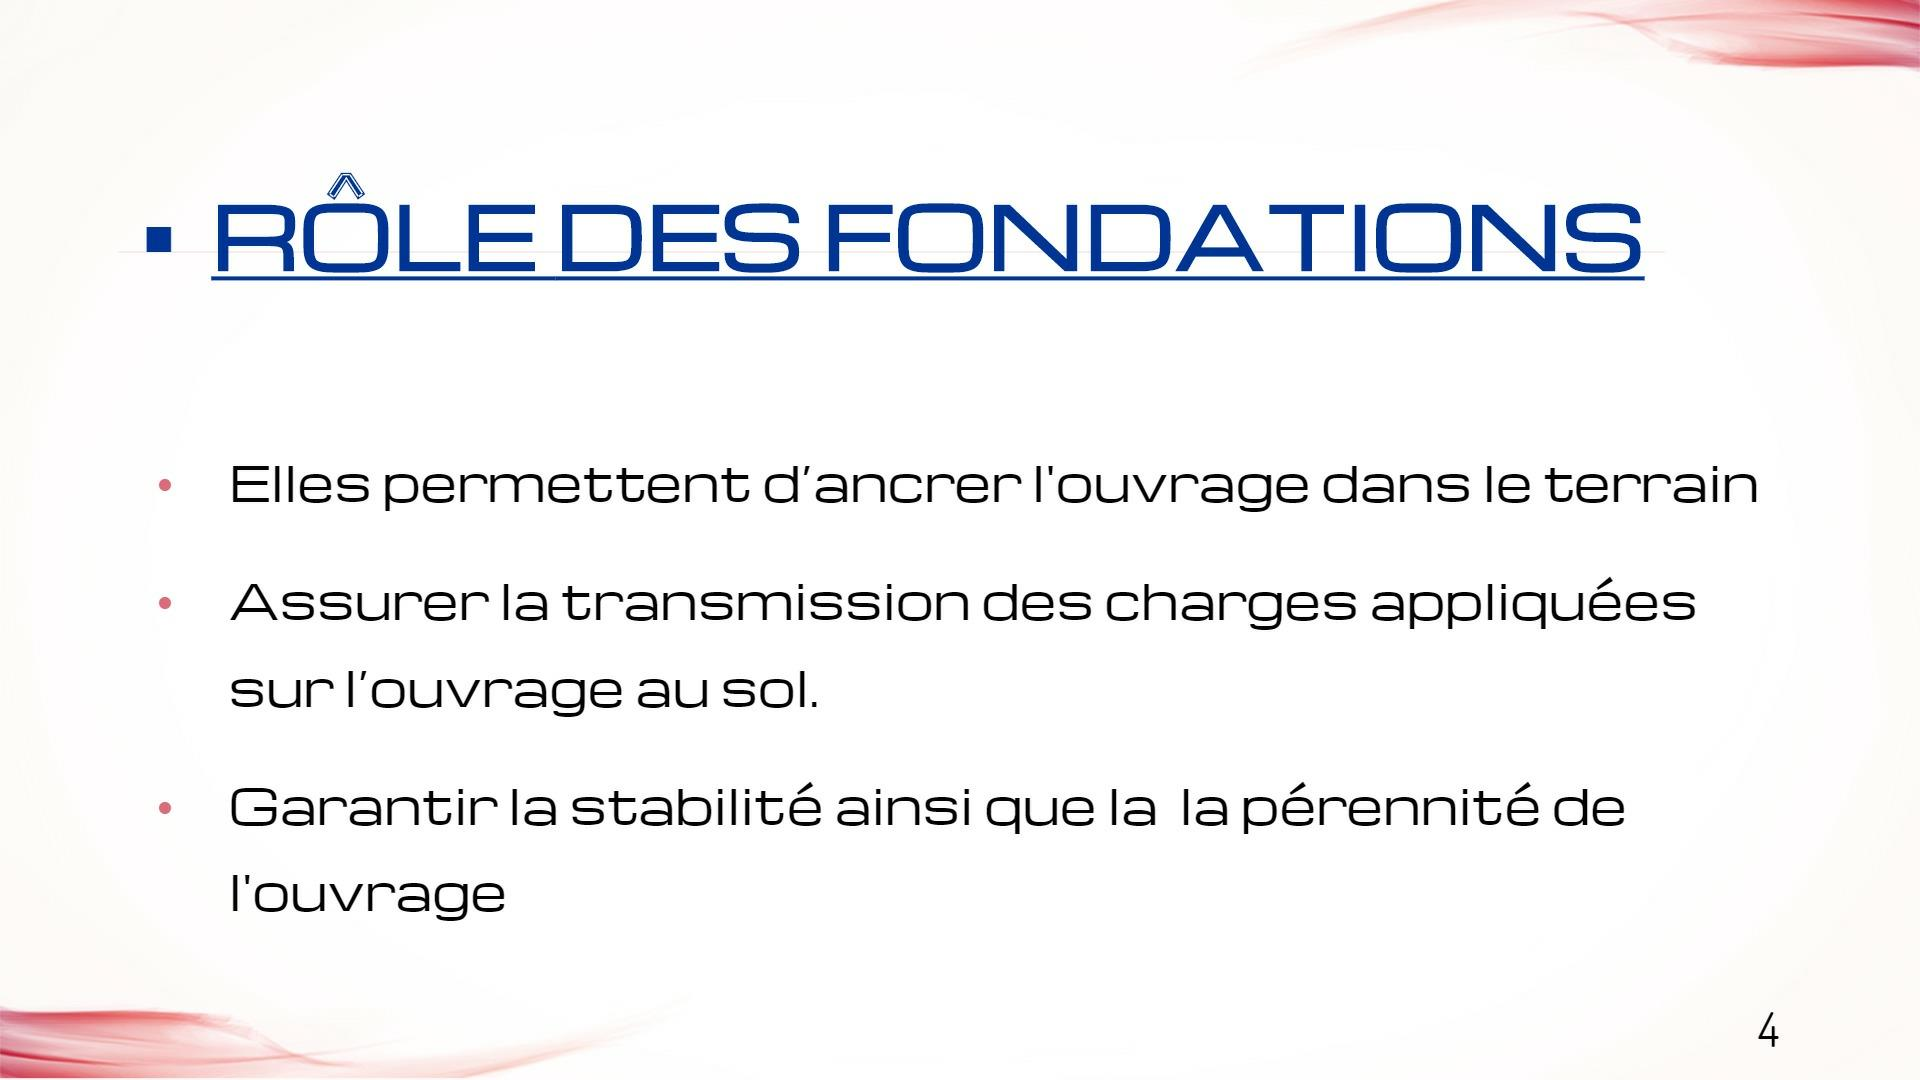 ▪ RÔLE DES FONDATIONS
• Elles permettent d’ancrer l'ouvrage dans le terrain
• Assurer la transmission des charges appliquées
sur l’ouvrage au sol.
• Garantir la stabilité ainsi que la  la pérennité de
l'ouvrage
4